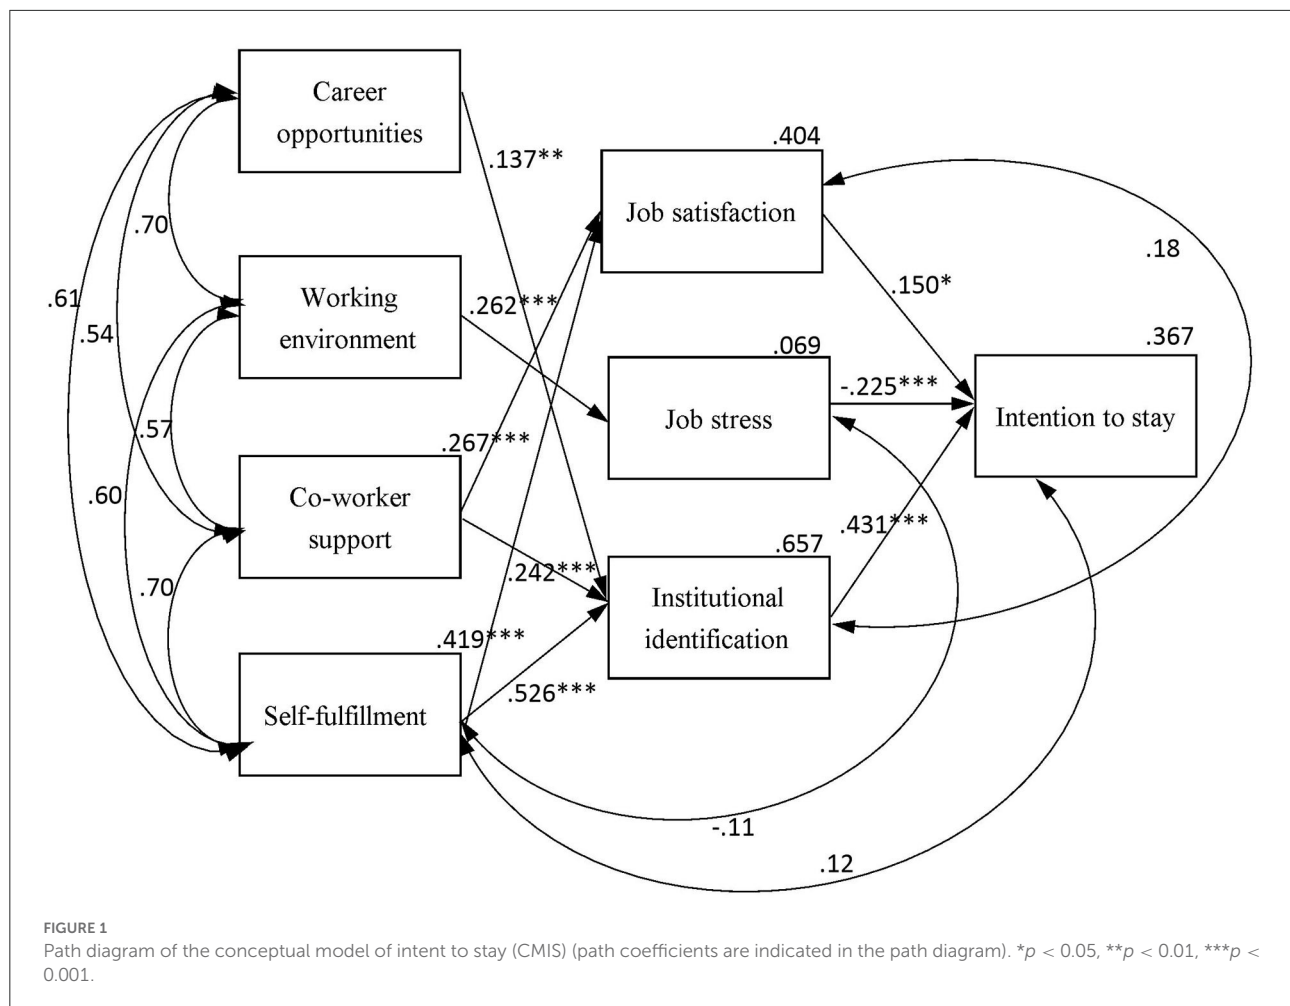 Career
opportunities
.404
.137**
Job satisfaction
.70
.18
Working
environment
.61
.262***
.150*
.54
.069
.367
-.225***
Job stress
Intention to stay
.57
.267***
.60
Co-worker
support
.431***
.657
.242***
.70
Institutional
identification
.419***
.526***
Self-fulfillment
-.11
.12
FIGURE 1
Path diagram of the conceptual model of intent to stay (CMIS) (path coefficients are indicated in the path diagram). *p < 0.05, **p < 0.01, ***p <
0.001.